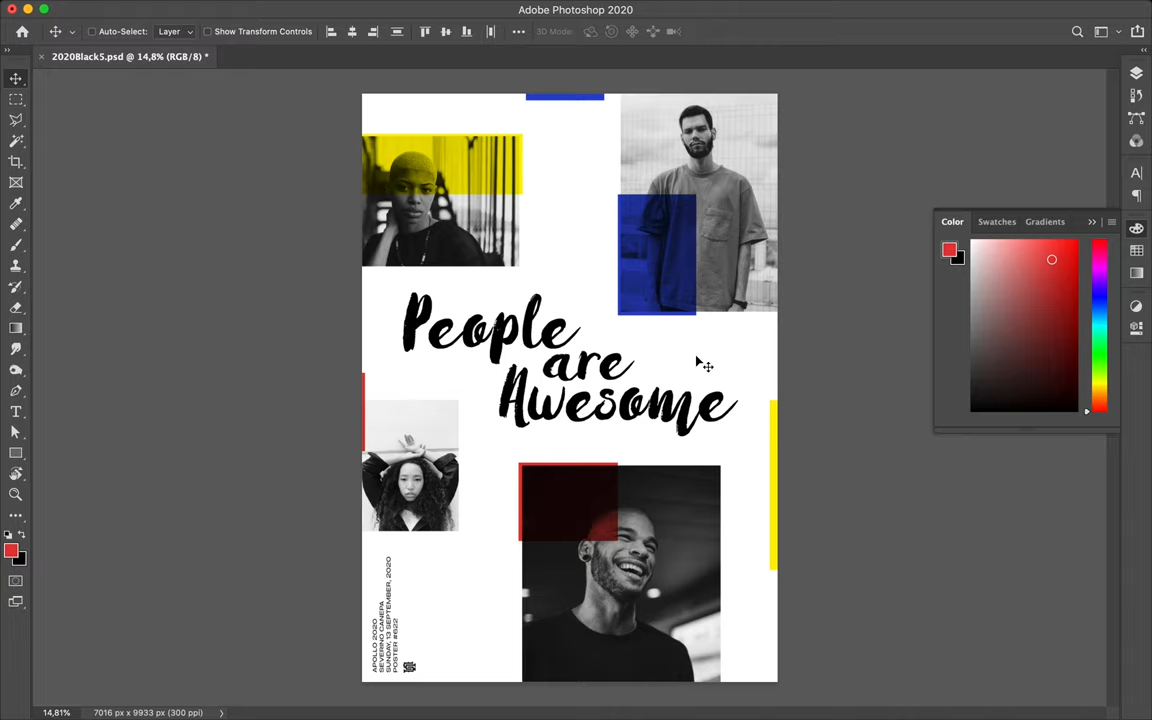 Adobe Photoshop 2020
Auto-Select:
Layer
Show Transform Controls
3D Mode:
2020Black5.psd @ 14,8% (RGB/8) *
People
are
Awesome
APOLLO 2020
SEVERINO CANEPA
SUNDAY, 13 SEPTEMBER, 2020
POSTER #622
Color
Swatches
Gradients
14,81%
7016 px x 9933 px (300 ppi)